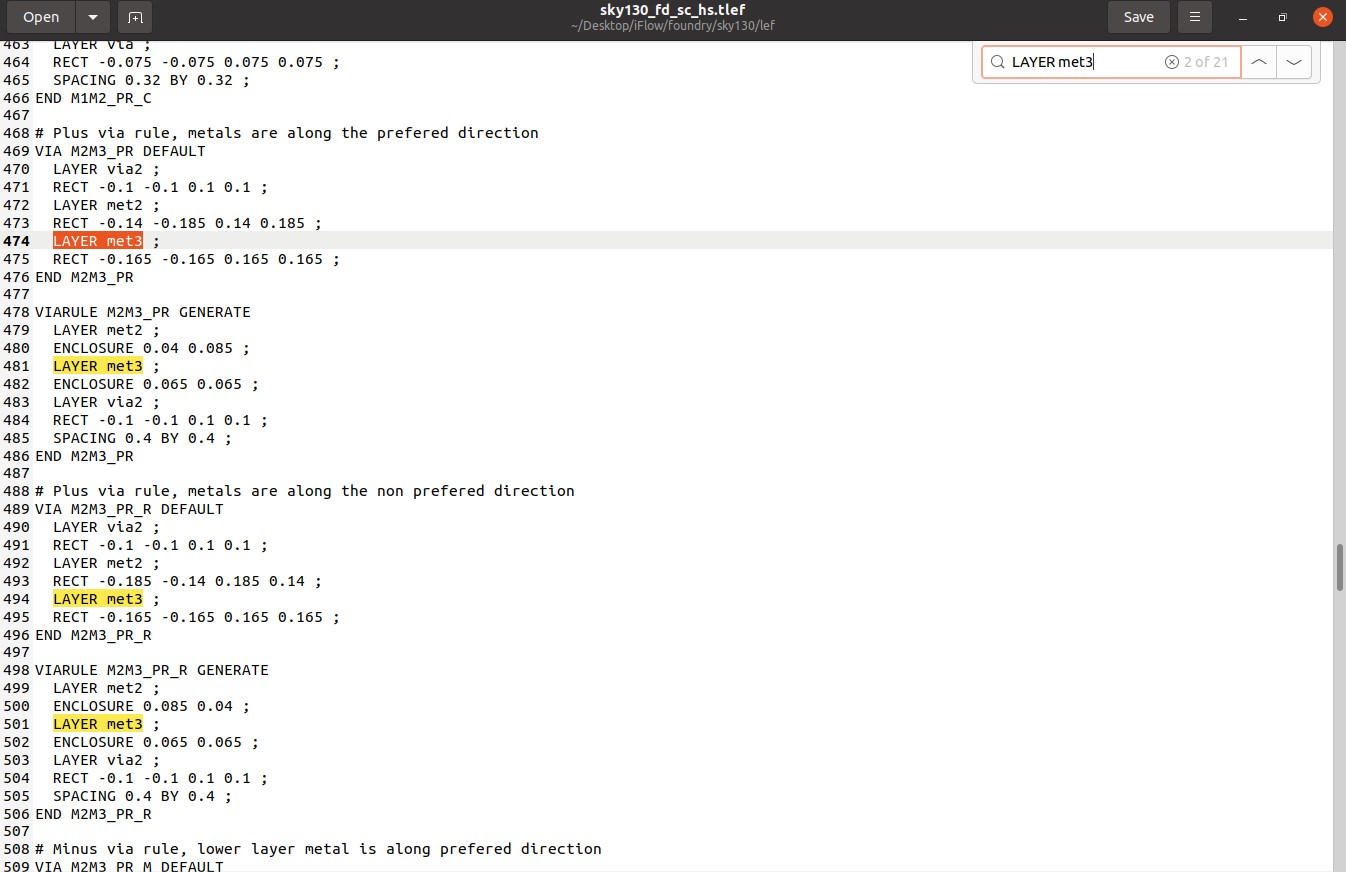 Open
sky130_fd_sc_hs.tlef
~/Desktop/iFlow/foundry/sky130/lef
Save
LAYER met3
2 of 21
463   LAYER via ;
464   RECT -0.075 -0.075 0.075 0.075 ;
465   SPACING 0.32 BY 0.32 ;
466 END M1M2_PR_C
467
468 # Plus via rule, metals are along the prefered direction
469 VIA M2M3_PR DEFAULT
470   LAYER via2 ;
471   RECT -0.1 -0.1 0.1 0.1 ;
472   LAYER met2 ;
473   RECT -0.14 -0.185 0.14 0.185 ;
474   LAYER met3 ;
475   RECT -0.165 -0.165 0.165 0.165 ;
476 END M2M3_PR
477
478 VIARULE M2M3_PR GENERATE
479   LAYER met2 ;
480   ENCLOSURE 0.04 0.085 ;
481   LAYER met3 ;
482   ENCLOSURE 0.065 0.065 ;
483   LAYER via2 ;
484   RECT -0.1 -0.1 0.1 0.1 ;
485   SPACING 0.4 BY 0.4 ;
486 END M2M3_PR
487
488 # Plus via rule, metals are along the non prefered direction
489 VIA M2M3_PR_R DEFAULT
490   LAYER via2 ;
491   RECT -0.1 -0.1 0.1 0.1 ;
492   LAYER met2 ;
493   RECT -0.185 -0.14 0.185 0.14 ;
494   LAYER met3 ;
495   RECT -0.165 -0.165 0.165 0.165 ;
496 END M2M3_PR_R
497
498 VIARULE M2M3_PR_R GENERATE
499   LAYER met2 ;
500   ENCLOSURE 0.085 0.04 ;
501   LAYER met3 ;
502   ENCLOSURE 0.065 0.065 ;
503   LAYER via2 ;
504   RECT -0.1 -0.1 0.1 0.1 ;
505   SPACING 0.4 BY 0.4 ;
506 END M2M3_PR_R
507
508 # Minus via rule, lower layer metal is along prefered direction
509 VIA M2M3_PR_M DEFAULT